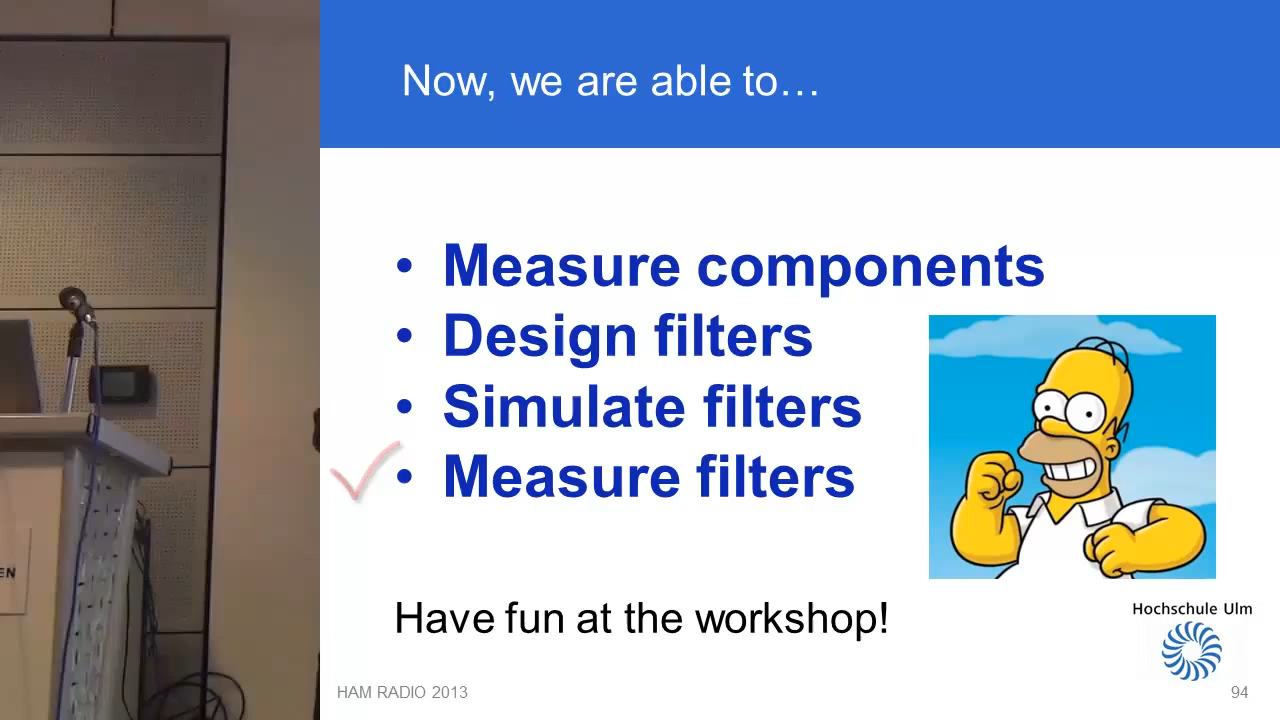 Now, we are able to…
• Measure components
• Design filters
• Simulate filters
• Measure filters
Have fun at the workshop!
Hochschule Ulm
HAM RADIO 2013
94
EN